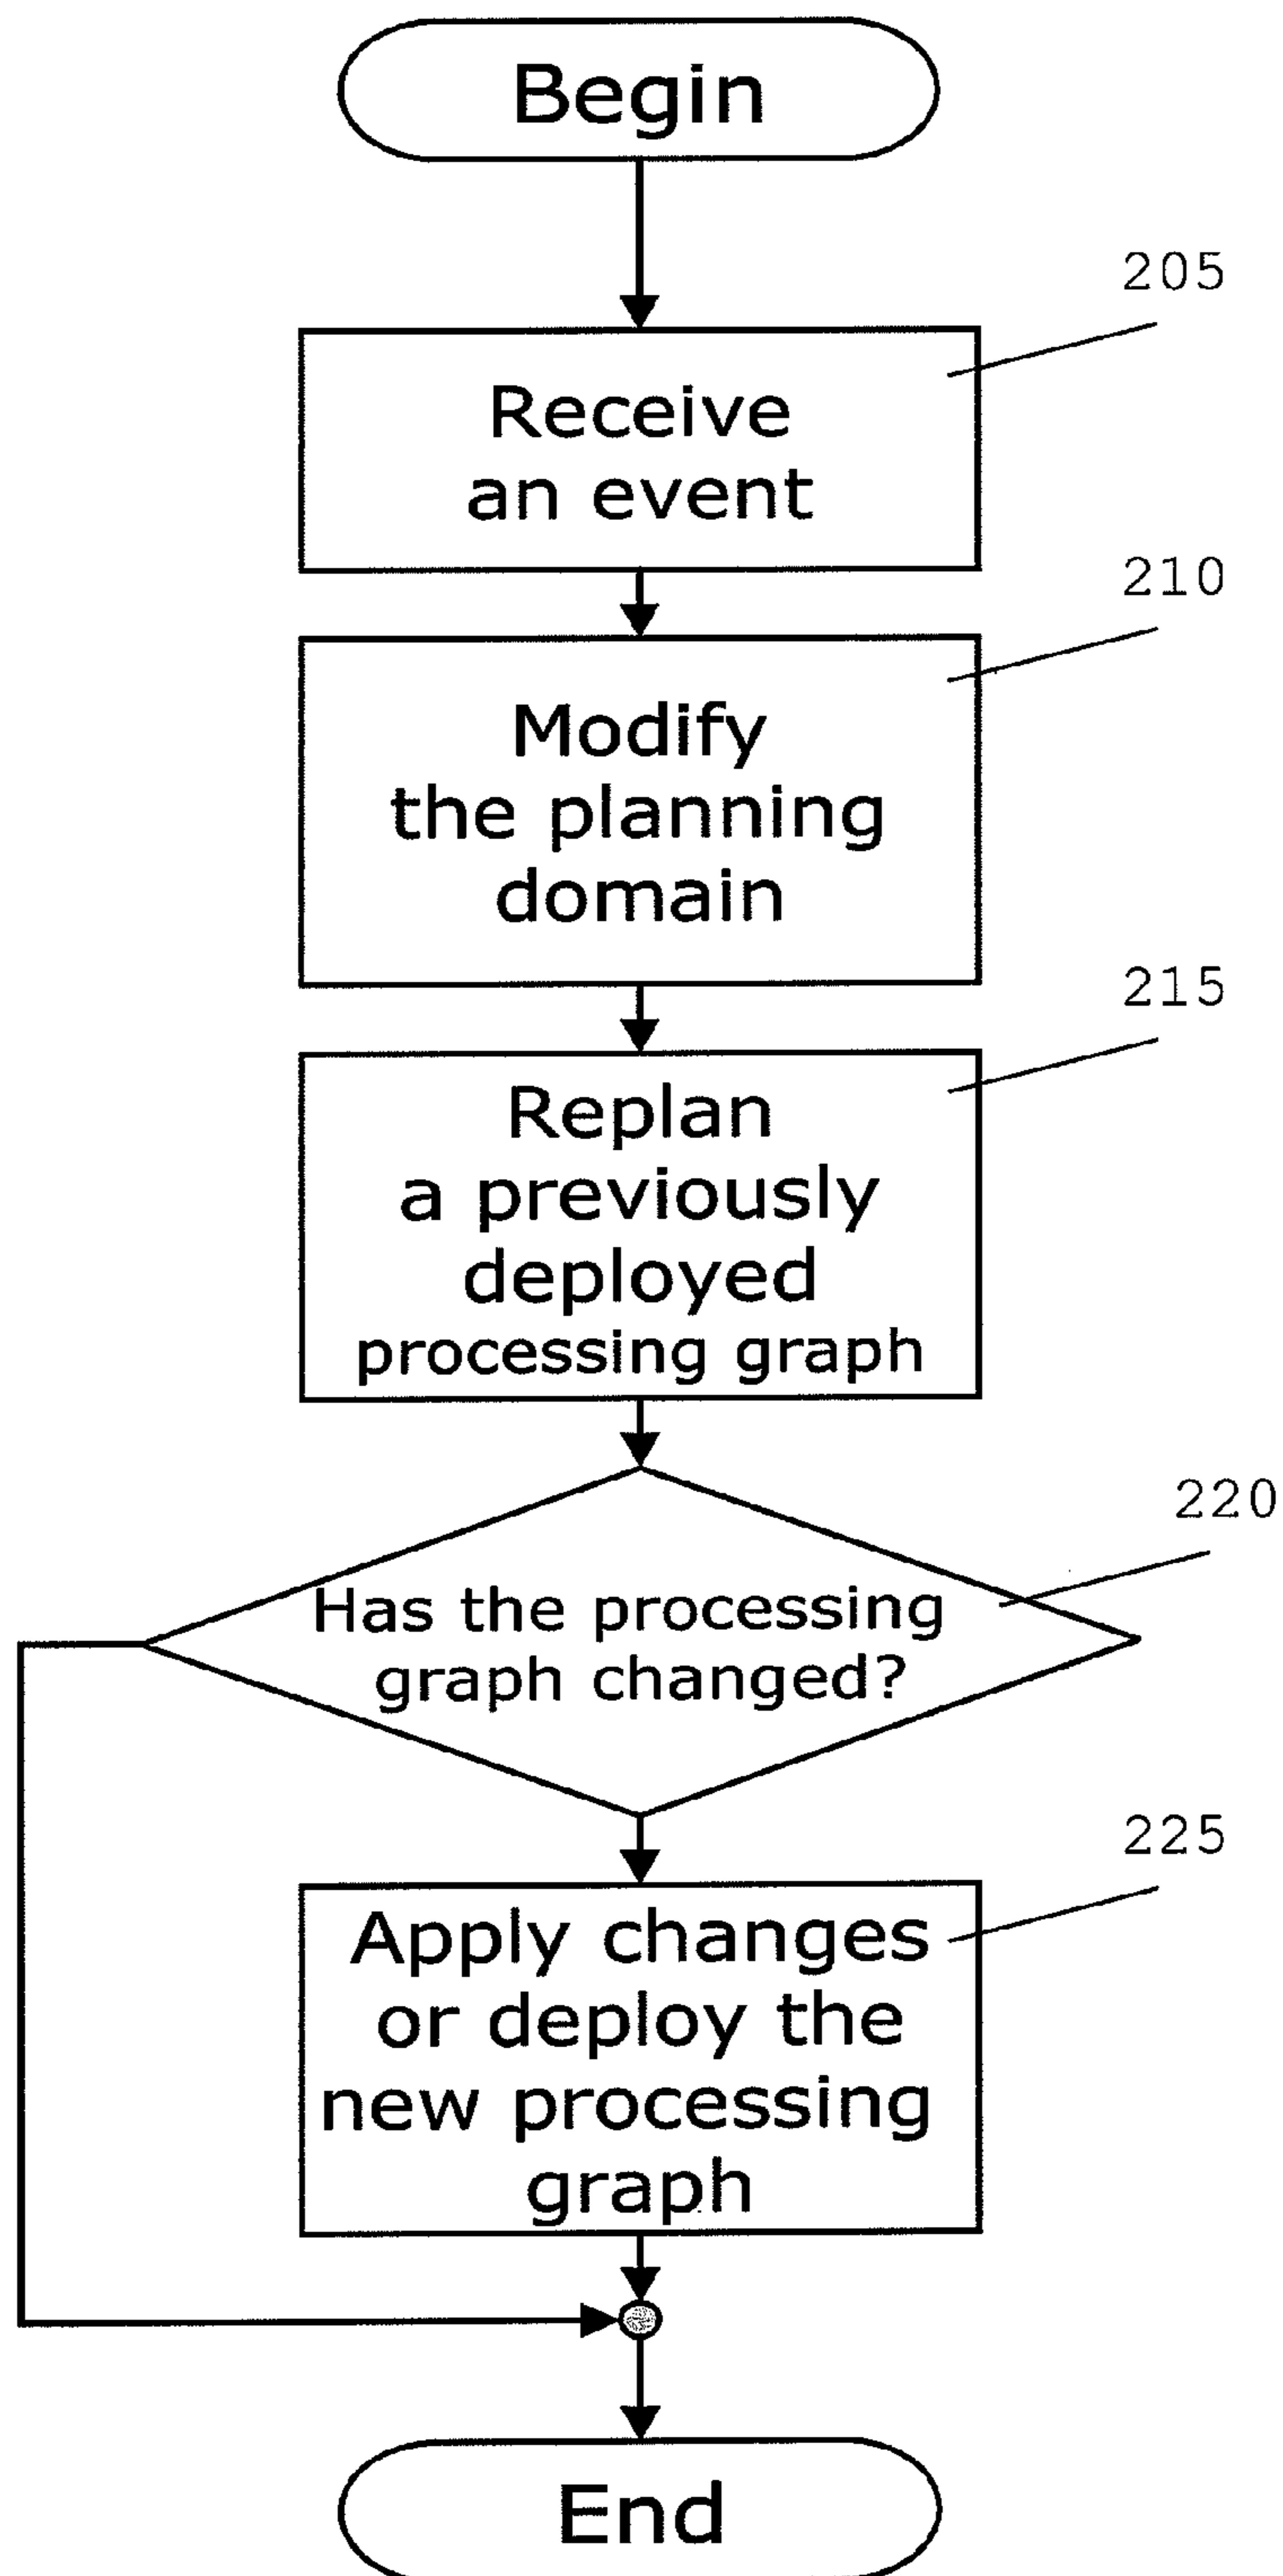 Begin
205
Receive
an event
210
Modify
the planning
domain
215
Replan
a previously
deployed
processing graph
220
Has the processing
graph changed?
225
Apply changes
or deploy the
new processing
graph
End